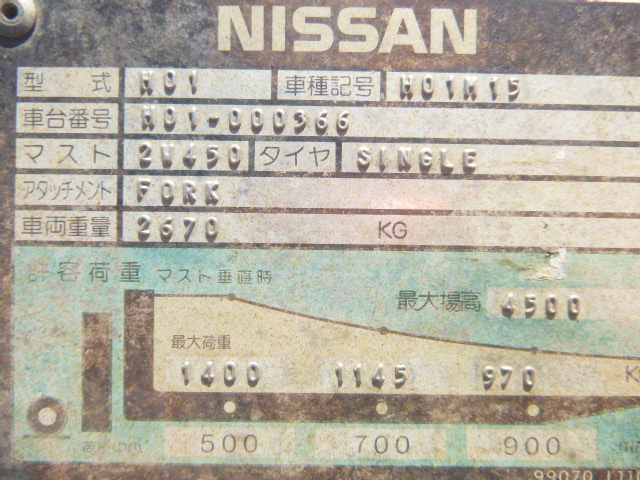 NISSAN
型式 H01 車種記号 H01M15
車台番号 H01-000366
マスト 2W450 タイヤ SINGLE
アタッチメント FORK
車両重量 2670 KG
許容荷重 マスト垂直時
最大揚高 4500
最大荷重
1400 1145 970
500 700 900